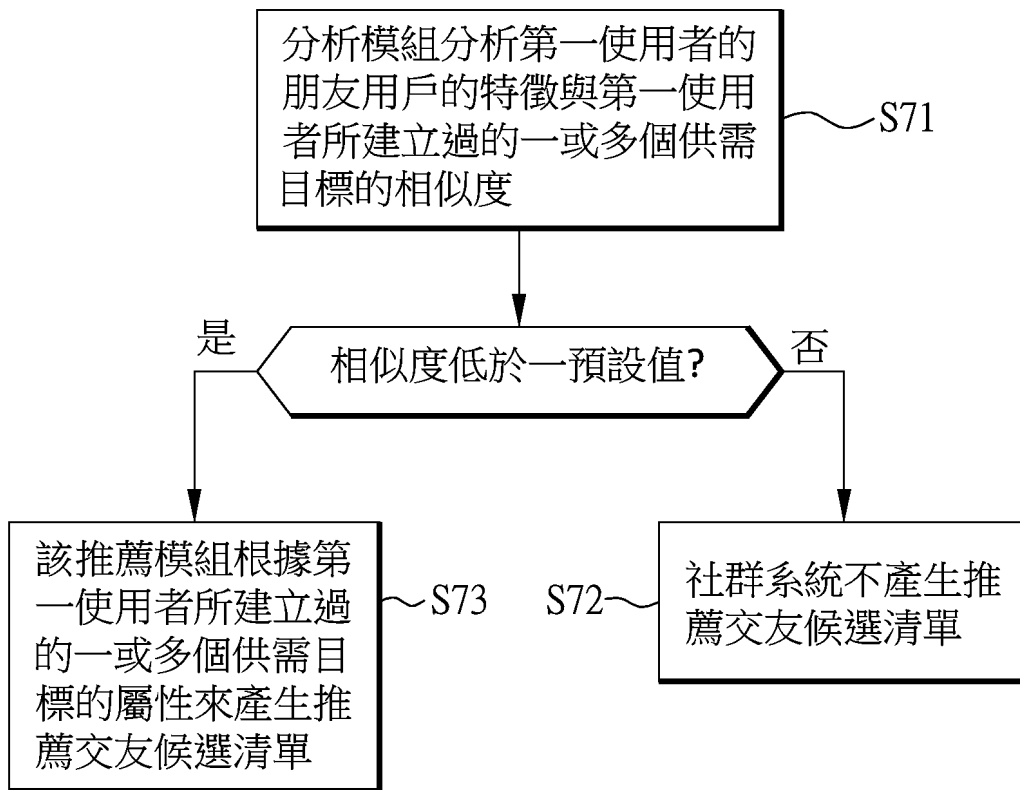 分析模組分析第一使用者的
朋友用戶的特徵與第一使用
者所建立過的一或多個供需
目標的相似度
S71
是
相似度低於一預設值?
否
該推薦模組根據第
一使用者所建立過
的一或多個供需目
標的屬性來產生推
薦交友候選清單
S73
S72
社群系統不產生推
薦交友候選清單